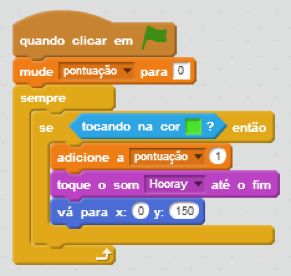 quando clicar em
mude pontuação para 0
sempre
se tocando na cor ? então
adicione a pontuação 1
toque o som Hooray até o fim
vá para x: 0 y: 150